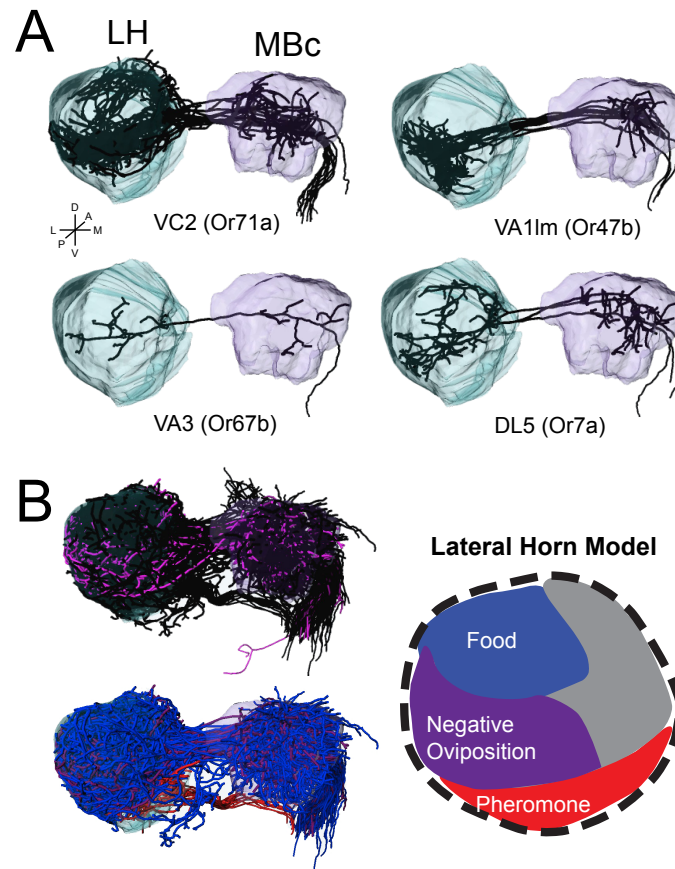 A
LH
MBc
VC2 (Or71a)
VA1lm (Or47b)
D
A
L
M
P
V
VA3 (Or67b)
DL5 (Or7a)
B
Lateral Horn Model
Food
Negative
Oviposition
Pheromone